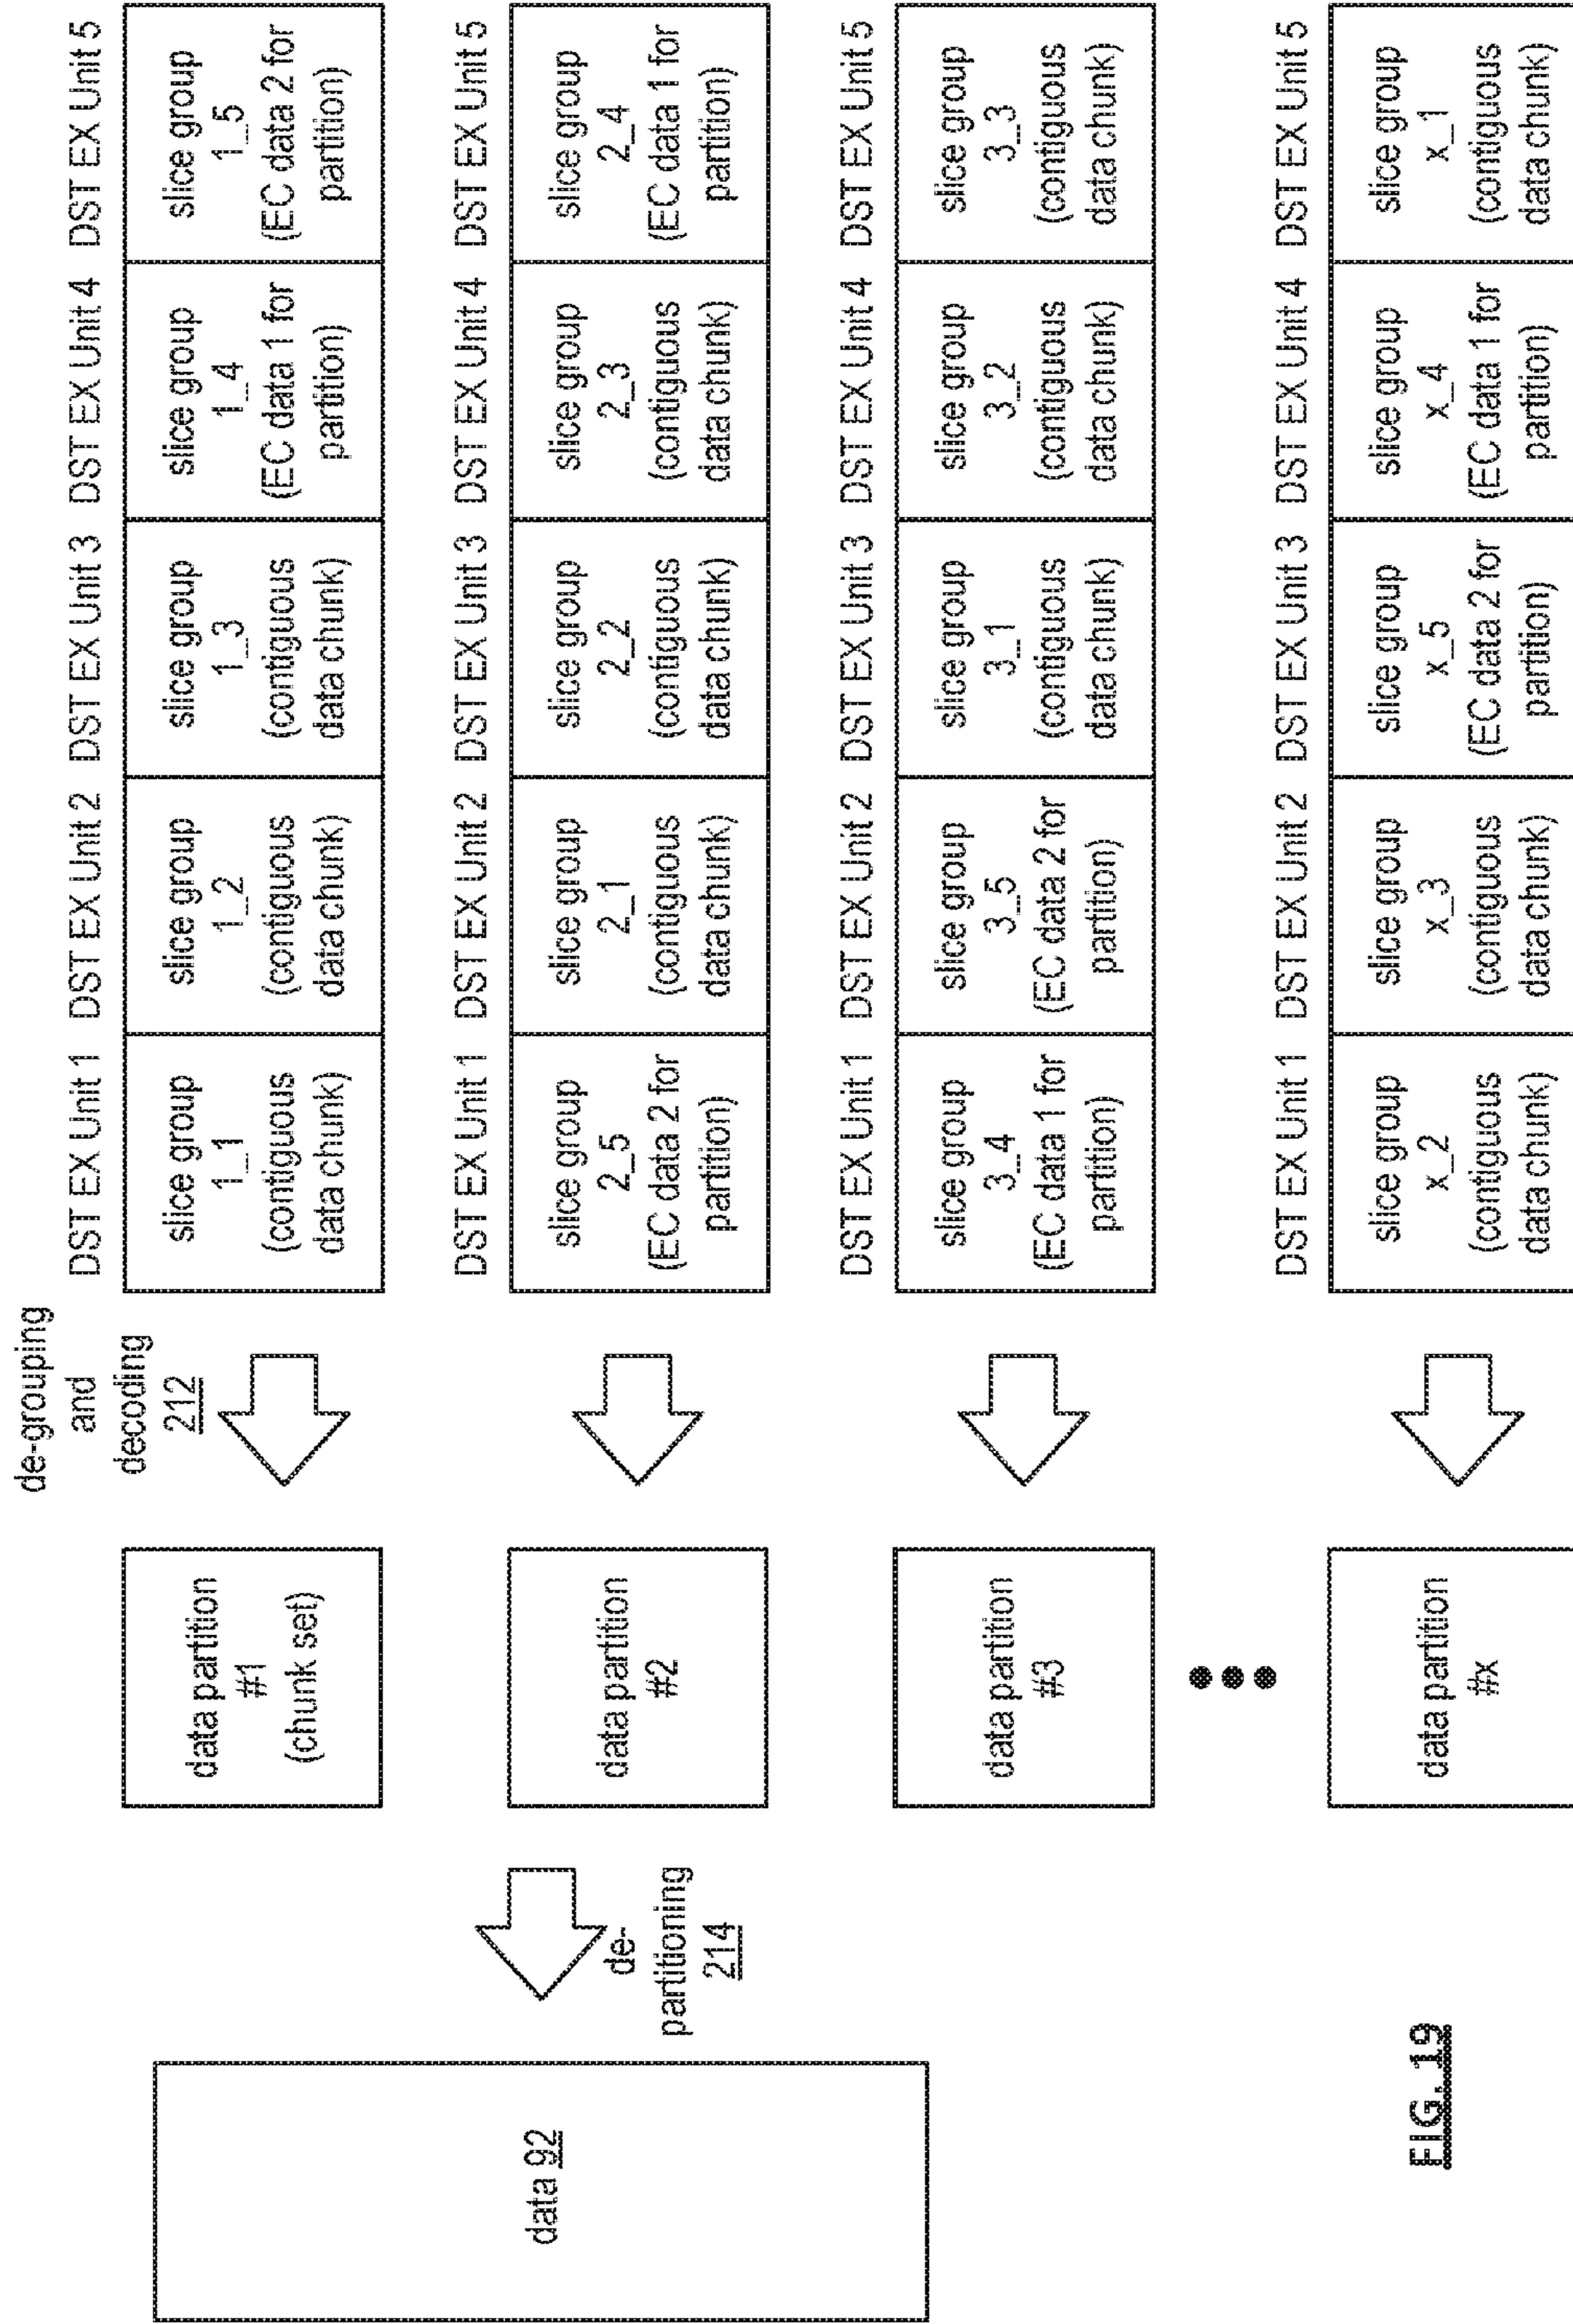 de-grouping
and
decoding
212
DST EX Unit 1 DST EX Unit 2 DST EX Unit 3 DST EX Unit 4 DST EX Unit 5
data 92
de-
partitioning
214
data partition
#1
(chunk set)
slice group
1_1
(contiguous
data chunk)
slice group
1_2
(contiguous
data chunk)
slice group
1_3
(contiguous
data chunk)
slice group
1_4
(EC data 1 for
partition)
slice group
1_5
(EC data 2 for
partition)
DST EX Unit 1 DST EX Unit 2 DST EX Unit 3 DST EX Unit 4 DST EX Unit 5
data partition
#2
slice group
2_5
(EC data 2 for
partition)
slice group
2_1
(contiguous
data chunk)
slice group
2_2
(contiguous
data chunk)
slice group
2_3
(contiguous
data chunk)
slice group
2_4
(EC data 1 for
partition)
DST EX Unit 1 DST EX Unit 2 DST EX Unit 3 DST EX Unit 4 DST EX Unit 5
data partition
#3
slice group
3_4
(EC data 1 for
partition)
slice group
3_5
(EC data 2 for
partition)
slice group
3_1
(contiguous
data chunk)
slice group
3_2
(contiguous
data chunk)
slice group
3_3
(contiguous
data chunk)
DST EX Unit 1 DST EX Unit 2 DST EX Unit 3 DST EX Unit 4 DST EX Unit 5
data partition
#x
slice group
x_2
(contiguous
data chunk)
slice group
x_3
(contiguous
data chunk)
slice group
x_5
(EC data 2 for
partition)
slice group
x_4
(EC data 1 for
partition)
slice group
x_1
(contiguous
data chunk)
FIG. 19